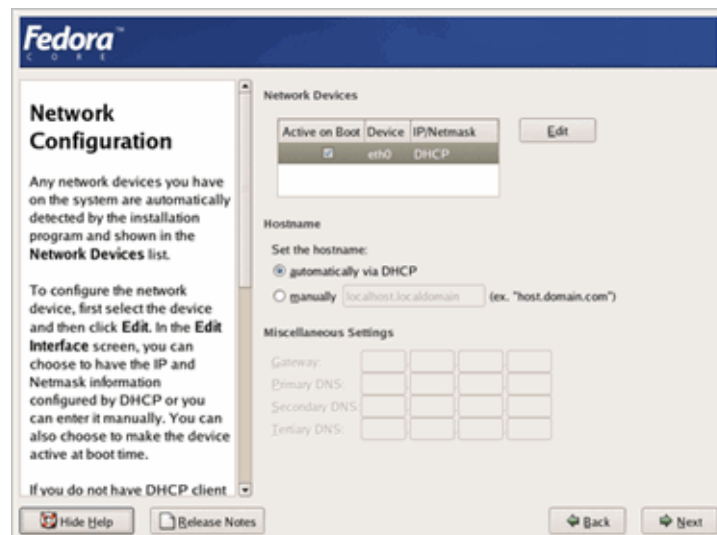 Fedora™
CORE
Network
Configuration
Any network devices you have
on the system are automatically
detected by the installation
program and shown in the
Network Devices list.
To configure the network
device, first select the device
and then click Edit. In the Edit
Interface screen, you can
choose to have the IP and
Netmask information
configured by DHCP or you
can enter it manually. You can
also choose to make the device
active at boot time.
If you do not have DHCP client
Network Devices
Active on Boot Device IP/Netmask
eth0 DHCP
Edit
Hostname
Set the hostname:
automatically via DHCP
manually localhost.localdomain (ex. "host.domain.com")
Miscellaneous Settings
Gateway:
Primary DNS:
Secondary DNS:
Tertiary DNS:
Hide Help
Release Notes
Back
Next